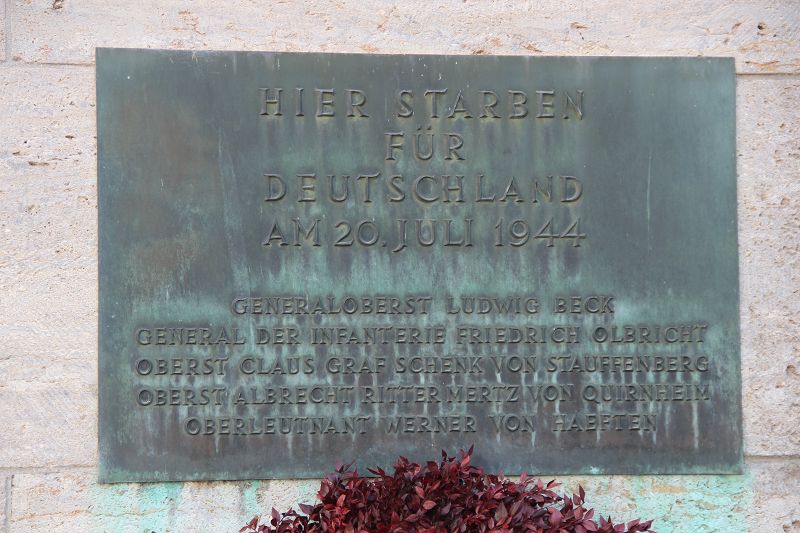 HIER STARBEN
FÜR
DEUTSCHLAND
AM 20. JULI 1944
GENERALOBERST LUDWIG BECK
GENERAL DER INFANTERIE FRIEDRICH OLBRICHT
OBERST CLAUS GRAF SCHENK VON STAUFFENBERG
OBERST ALBRECHT RITTER MERTZ VON QUIRNHEIM
OBERLEUTNANT WERNER VON HAEFTEN